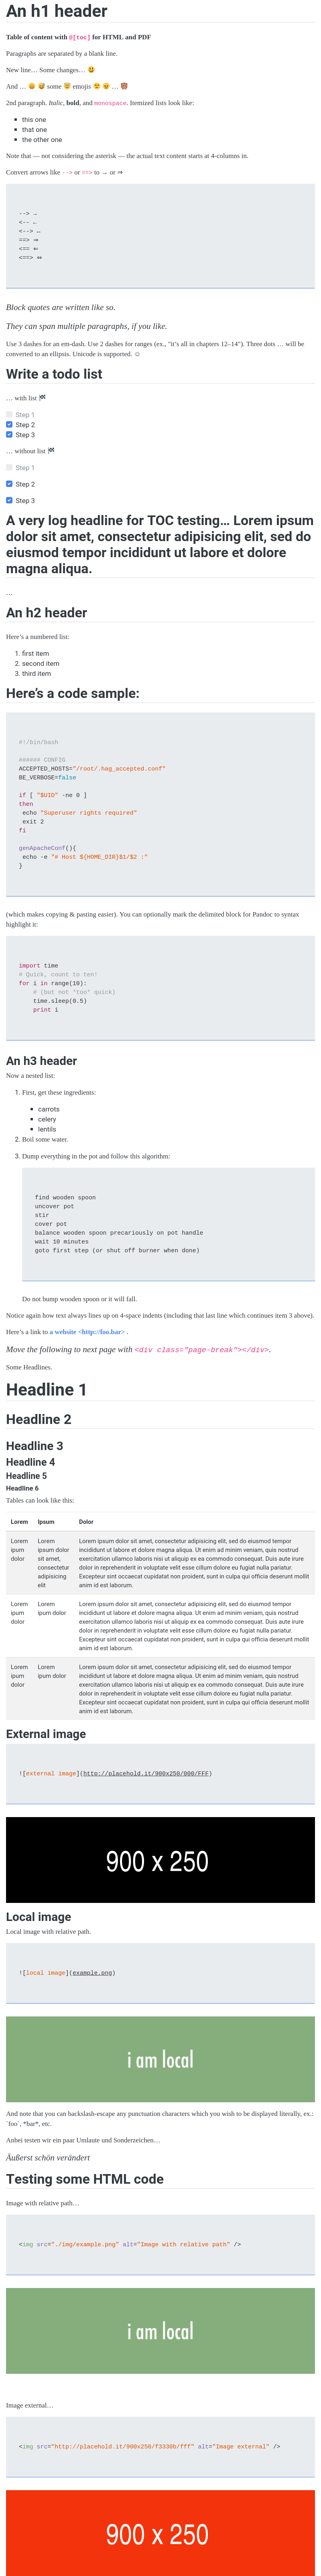 An h1 header
Table of content with @[toc] for HTML and PDF
Paragraphs are separated by a blank line.
New line… Some changes… 😃
And … 😄 😅 some 😇 emojis 😕 😠 … 👹
2nd paragraph. Italic, bold, and monospace. Itemized lists look like:
• this one
• that one
• the other one
Note that — not considering the asterisk — the actual text content starts at 4-columns in.
Convert arrows like --> or ==> to → or ⇒
--> →
<-- ←
<--> ↔
==> ⇒
<== ⇐
<==> ⇔
Block quotes are written like so.
They can span multiple paragraphs, if you like.
Use 3 dashes for an em-dash. Use 2 dashes for ranges (ex., "it's all in chapters 12–14"). Three dots … will be
converted to an ellipsis. Unicode is supported. ☺
Write a todo list
… with list 🏁
Step 1
Step 2
Step 3
… without list 🏁
Step 1
Step 2
Step 3
A very log headline for TOC testing… Lorem ipsum
dolor sit amet, consectetur adipisicing elit, sed do
eiusmod tempor incididunt ut labore et dolore
magna aliqua.
…
An h2 header
Here's a numbered list:
1. first item
2. second item
3. third item
Here's a code sample:
#!/bin/bash
###### CONFIG
ACCEPTED_HOSTS="/root/.hag_accepted.conf"
BE_VERBOSE=false
if [ "$UID" -ne 0 ]
then
echo "Superuser rights required"
exit 2
fi
genApacheConf(){
echo -e "# Host ${HOME_DIR}$1/$2 :"
}
(which makes copying & pasting easier). You can optionally mark the delimited block for Pandoc to syntax
highlight it:
import time
# Quick, count to ten!
for i in range(10):
# (but not *too* quick)
time.sleep(0.5)
print i
An h3 header
Now a nested list:
1. First, get these ingredients:
• carrots
• celery
• lentils
2. Boil some water.
3. Dump everything in the pot and follow this algorithm:
find wooden spoon
uncover pot
stir
cover pot
balance wooden spoon precariously on pot handle
wait 10 minutes
goto first step (or shut off burner when done)
Do not bump wooden spoon or it will fall.
Notice again how text always lines up on 4-space indents (including that last line which continues item 3 above).
Here's a link to a website <http://foo.bar> .
Move the following to next page with <div class="page-break"></div>.
Some Headlines.
Headline 1
Headline 2
Headline 3
Headline 4
Headline 5
Headline 6
Tables can look like this:
Lorem Ipsum Dolor
Lorem ipum dolor
Lorem ipsum dolor sit amet, consectetur adipisicing elit
Lorem ipsum dolor sit amet, consectetur adipisicing elit, sed do eiusmod tempor
incididunt ut labore et dolore magna aliqua. Ut enim ad minim veniam, quis nostrud
exercitation ullamco laboris nisi ut aliquip ex ea commodo consequat. Duis aute irure
dolor in reprehenderit in voluptate velit esse cillum dolore eu fugiat nulla pariatur.
Excepteur sint occaecat cupidatat non proident, sunt in culpa qui officia deserunt mollit
anim id est laborum.
Lorem ipum dolor
Lorem ipum dolor
Lorem ipsum dolor sit amet, consectetur adipisicing elit, sed do eiusmod tempor
incididunt ut labore et dolore magna aliqua. Ut enim ad minim veniam, quis nostrud
exercitation ullamco laboris nisi ut aliquip ex ea commodo consequat. Duis aute irure
dolor in reprehenderit in voluptate velit esse cillum dolore eu fugiat nulla pariatur.
Excepteur sint occaecat cupidatat non proident, sunt in culpa qui officia deserunt mollit
anim id est laborum.
Lorem ipum dolor
Lorem ipum dolor
Lorem ipsum dolor sit amet, consectetur adipisicing elit, sed do eiusmod tempor
incididunt ut labore et dolore magna aliqua. Ut enim ad minim veniam, quis nostrud
exercitation ullamco laboris nisi ut aliquip ex ea commodo consequat. Duis aute irure
dolor in reprehenderit in voluptate velit esse cillum dolore eu fugiat nulla pariatur.
Excepteur sint occaecat cupidatat non proident, sunt in culpa qui officia deserunt mollit
anim id est laborum.
External image
![external image](http://placehold.it/900x250/000/FFF)
900 x 250
Local image
Local image with relative path.
![local image](example.png)
i am local
And note that you can backslash-escape any punctuation characters which you wish to be displayed literally, ex.:
`foo`, *bar*, etc.
Anbei testen wir ein paar Umlaute und Sonderzeichen…
Äußerst schön verändert
Testing some HTML code
Image with relative path…
<img src="./img/example.png" alt="Image with relative path" />
i am local
Image external…
<img src="http://placehold.it/900x250/f3330b/fff" alt="Image external" />
900 x 250